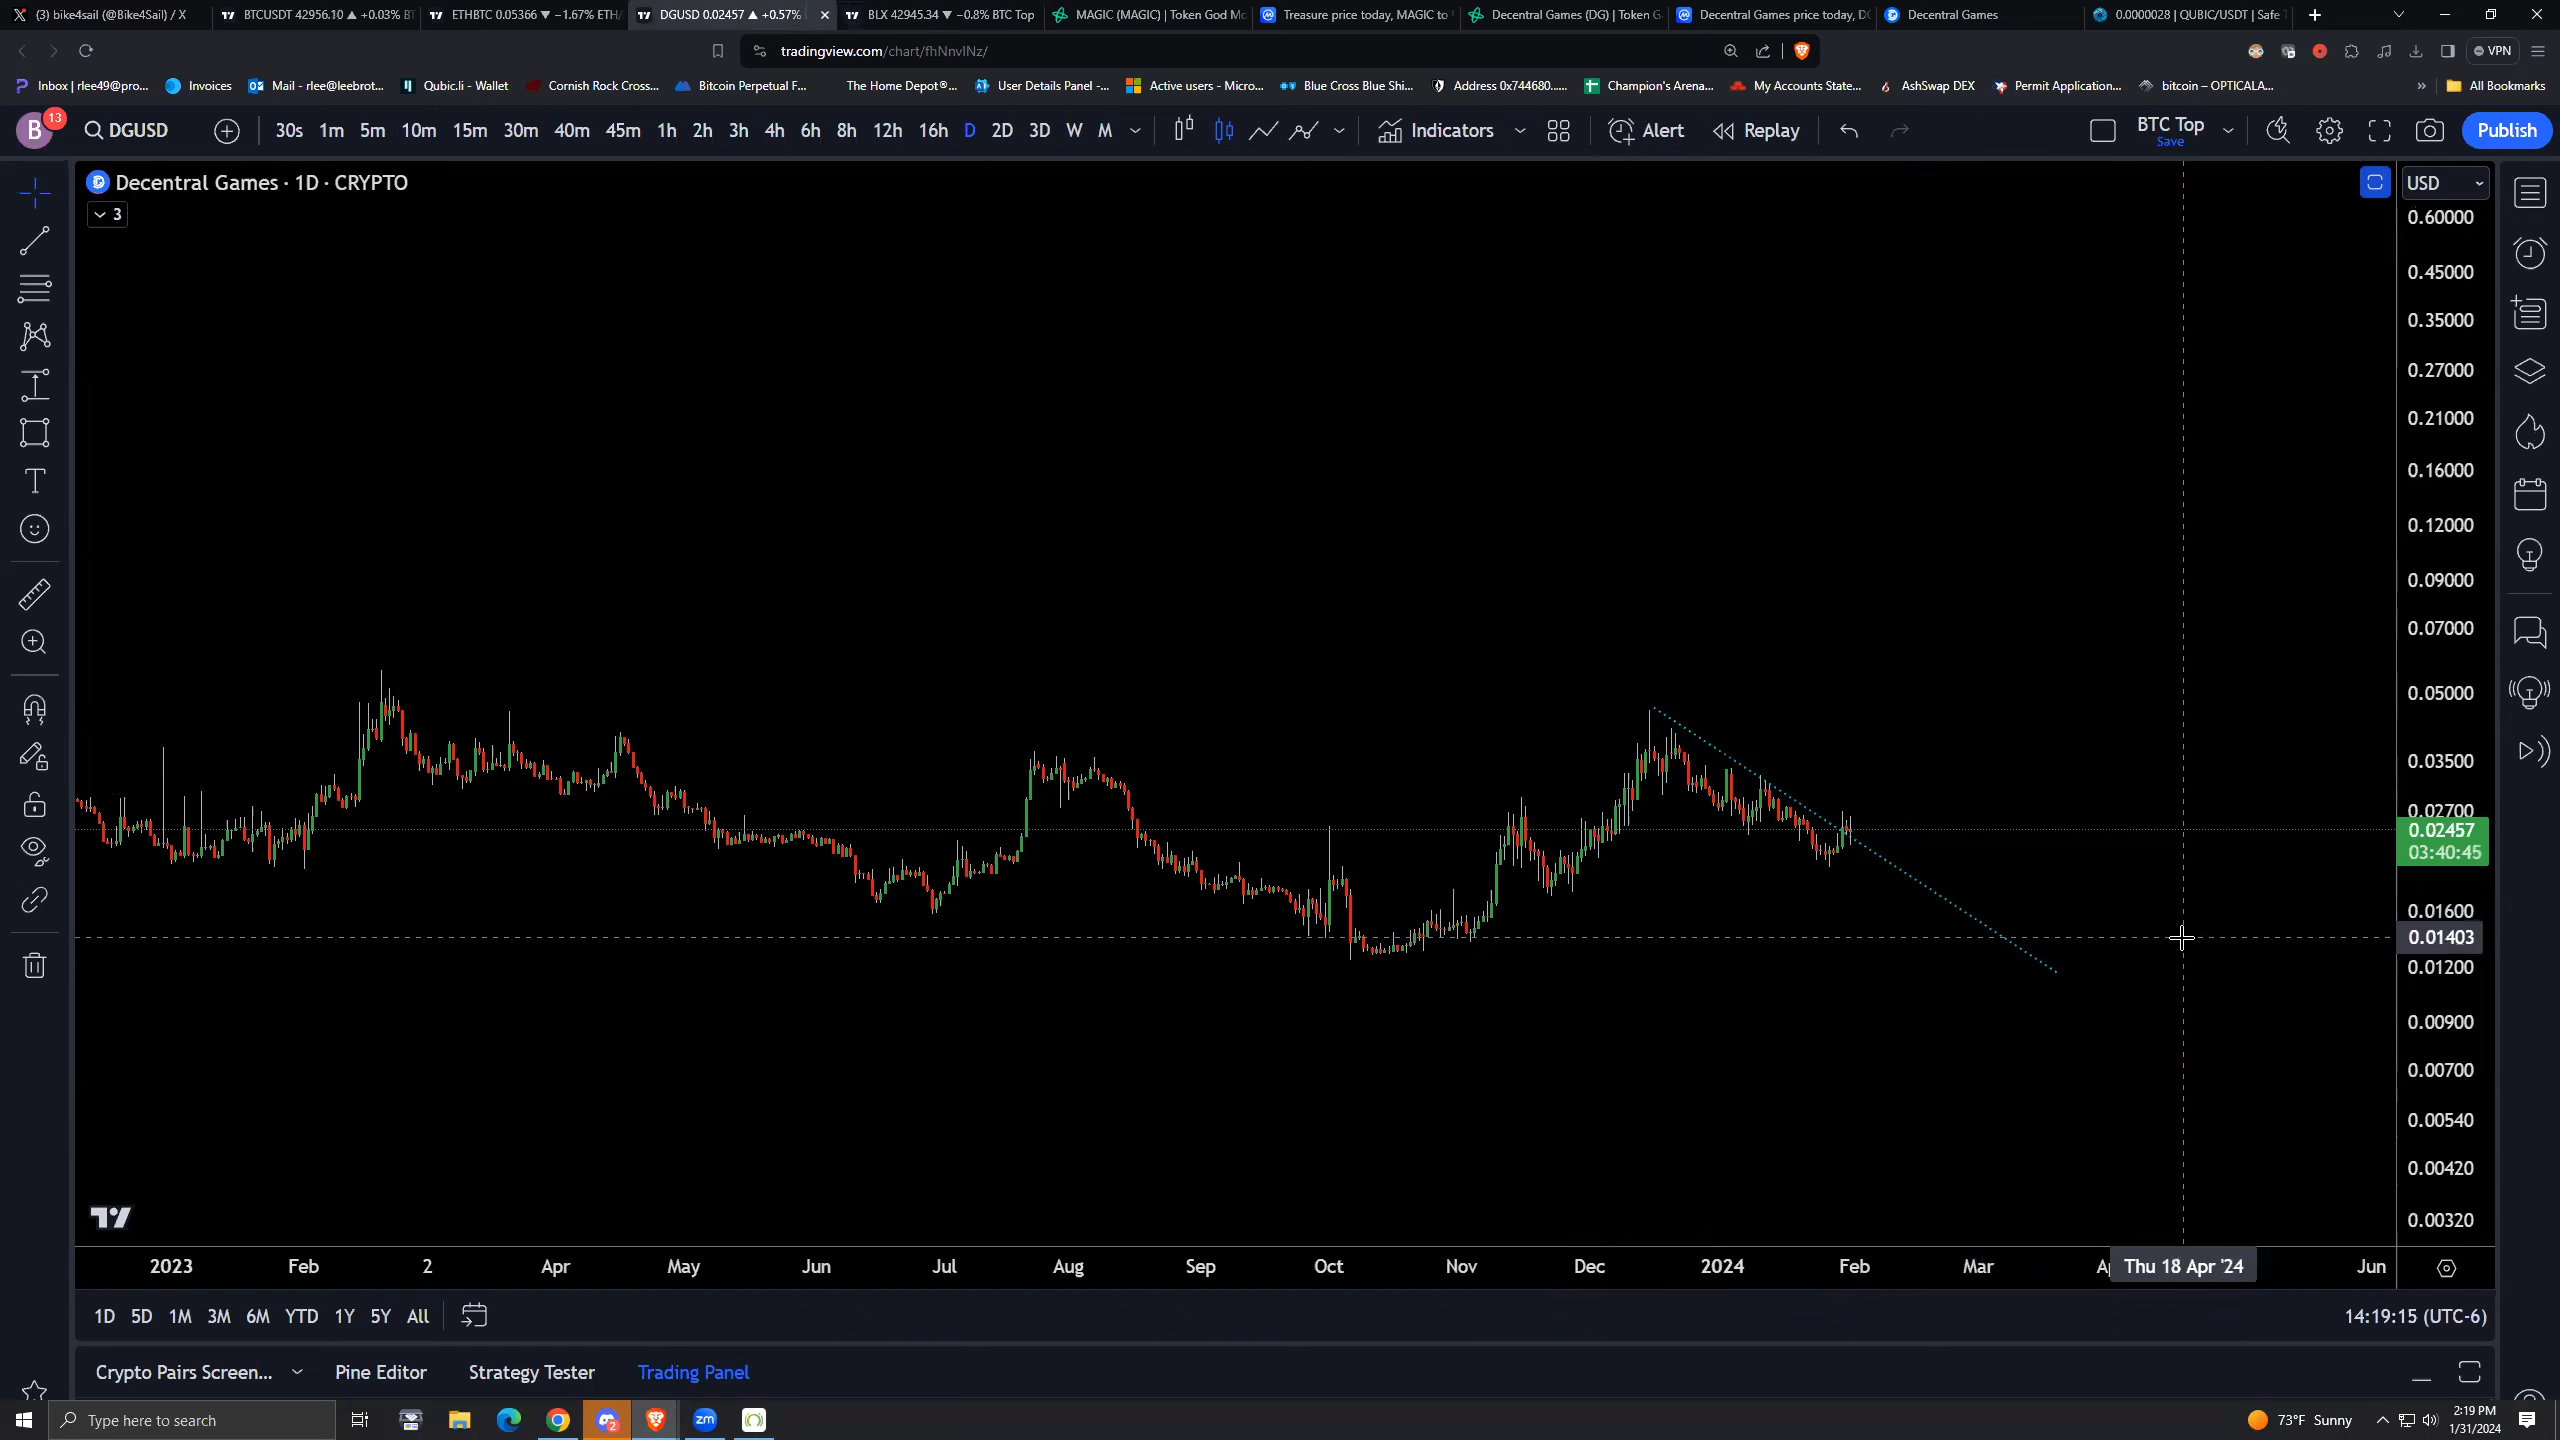 (3) bike4sail (@Bike4Sail) / X
BTCUSDT 42956.10 ▲ +0.03% B
ETHBTC 0.05366 ▼ −1.67% ETH/
DGUSD 0.02457 ▲ +0.57%
BLX 42945.34 ▼ −0.8% BTC Top
MAGIC (MAGIC) | Token God M
Treasure price today, MAGIC to
Decentral Games (DG) | Token G
Decentral Games price today, D
Decentral Games
0.0000028 | QUBIC/USDT | Safe
tradingview.com/chart/fhNnvINz/
VPN
Inbox | rlee49@pro...
Invoices
Mail - rlee@leebrot...
Qubic.li - Wallet
Cornish Rock Cross...
Bitcoin Perpetual F...
The Home Depot®...
User Details Panel -...
Active users - Micro...
Blue Cross Blue Shi...
Address 0x744680......
Champion's Arena...
My Accounts State...
AshSwap DEX
Permit Application...
bitcoin – OPTICALA...
All Bookmarks
B 13
DGUSD
30s 1m 5m 10m 15m 30m 40m 45m 1h 2h 3h 4h 6h 8h 12h 16h D 2D 3D W M
Indicators
Alert
Replay
BTC Top
Save
Publish
Decentral Games · 1D · CRYPTO
3
USD
0.60000
0.45000
0.35000
0.27000
0.21000
0.16000
0.12000
0.09000
0.07000
0.05000
0.03500
0.02700
0.02457
03:40:45
0.01600
0.01403
0.01200
0.00900
0.00700
0.00540
0.00420
0.00320
2023 Feb 2 Apr May Jun Jul Aug Sep Oct Nov Dec 2024 Feb Mar Thu 18 Apr '24 Jun
1D 5D 1M 3M 6M YTD 1Y 5Y All
14:19:15 (UTC-6)
Crypto Pairs Screen...
Pine Editor
Strategy Tester
Trading Panel
Type here to search
2
zm
73°F Sunny
2:19 PM
1/31/2024